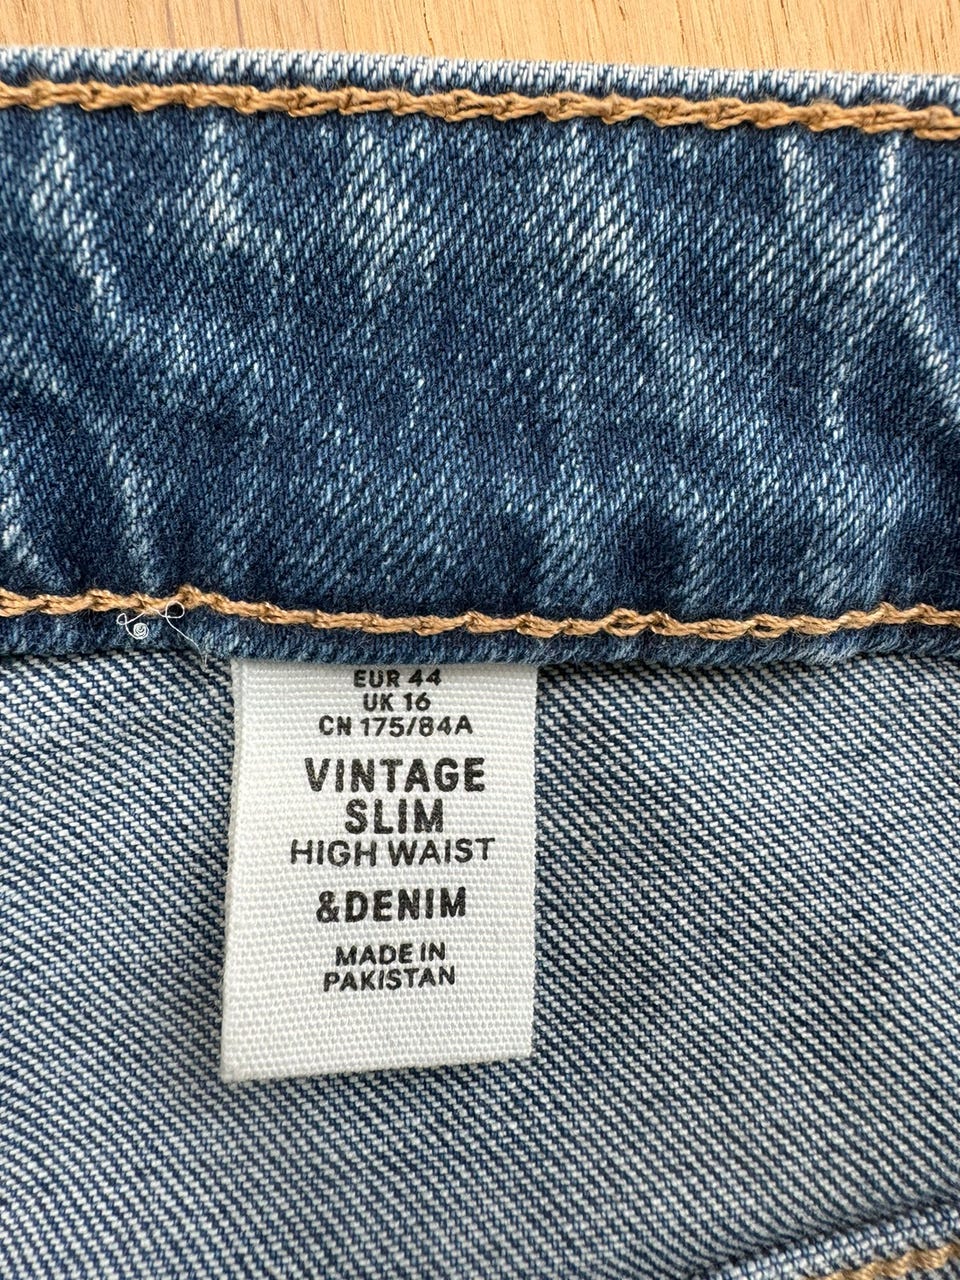 EUR 44
UK 16
CN 175/84A
VINTAGE
SLIM
HIGH WAIST
&DENIM
MADE IN
PAKISTAN